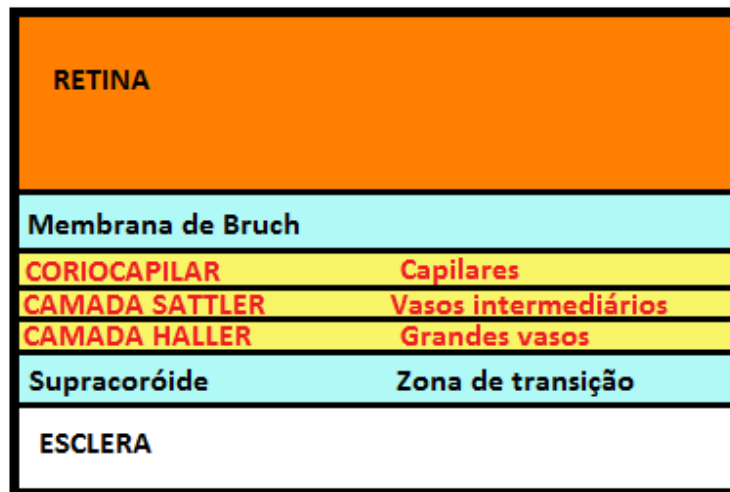 RETINA
Membrana de Bruch
CORIOCAPILAR Capilares
CAMADA SATTLER Vasos intermediários
CAMADA HALLER Grandes vasos
Supracoróide Zona de transição
ESCLERA